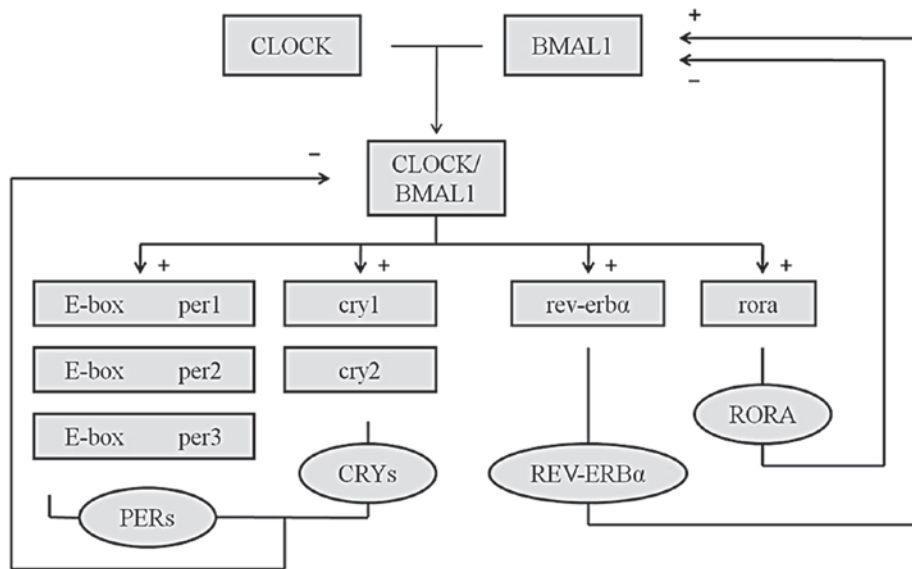 +
CLOCK BMAL1
-
- CLOCK/
BMAL1
+ + + +
E-box per1 cry1 rev-erbα rora
E-box per2 cry2
RORA
E-box per3
CRYs REV-ERBα
PERs